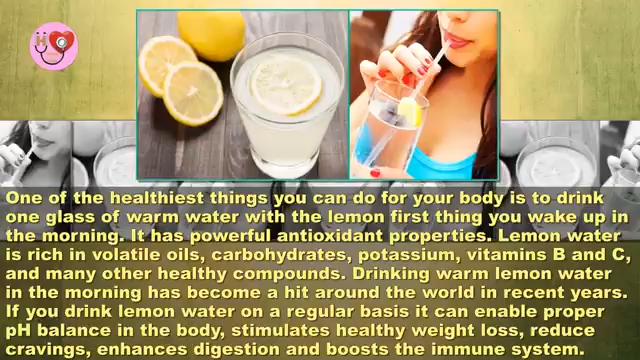 One of the healthiest things you can do for your body is to drink
one glass of warm water with the lemon first thing you wake up in
the morning. It has powerful antioxidant properties. Lemon water
is rich in volatile oils, carbohydrates, potassium, vitamins B and C,
and many other healthy compounds. Drinking warm lemon water
in the morning has become a hit around the world in recent years.
If you drink lemon water on a regular basis it can enable proper
pH balance in the body, stimulates healthy weight loss, reduce
cravings, enhances digestion and boosts the immune system.